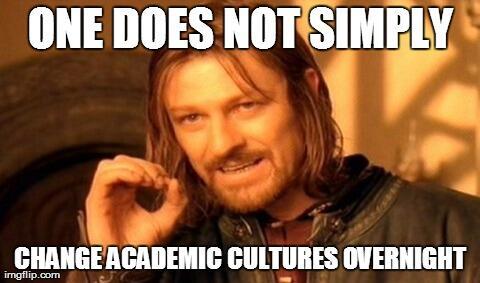 ONE DOES NOT SIMPLY
CHANGE ACADEMIC CULTURES OVERNIGHT
imgflip.com